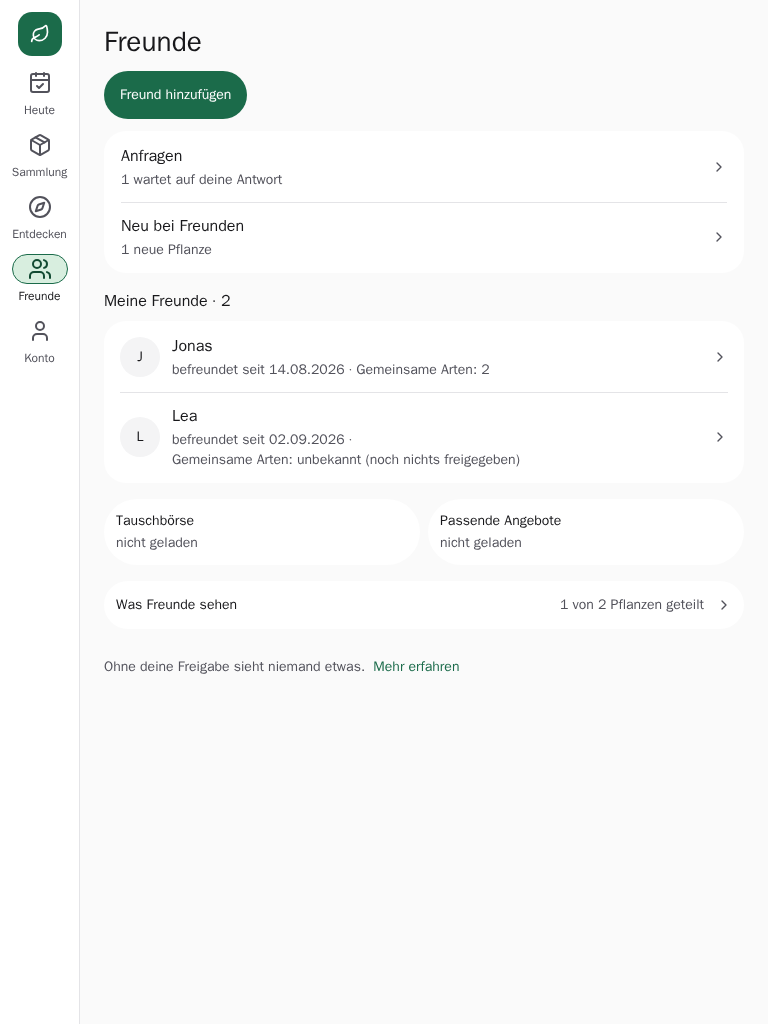 Freunde
Freund hinzufügen
Heute
Sammlung
Entdecken
Freunde
Konto
Anfragen
1 wartet auf deine Antwort
Neu bei Freunden
1 neue Pflanze
Meine Freunde · 2
J
Jonas
befreundet seit 14.08.2026 · Gemeinsame Arten: 2
L
Lea
befreundet seit 02.09.2026 ·
Gemeinsame Arten: unbekannt (noch nichts freigegeben)
Tauschbörse
nicht geladen
Passende Angebote
nicht geladen
Was Freunde sehen
1 von 2 Pflanzen geteilt
Ohne deine Freigabe sieht niemand etwas. Mehr erfahren